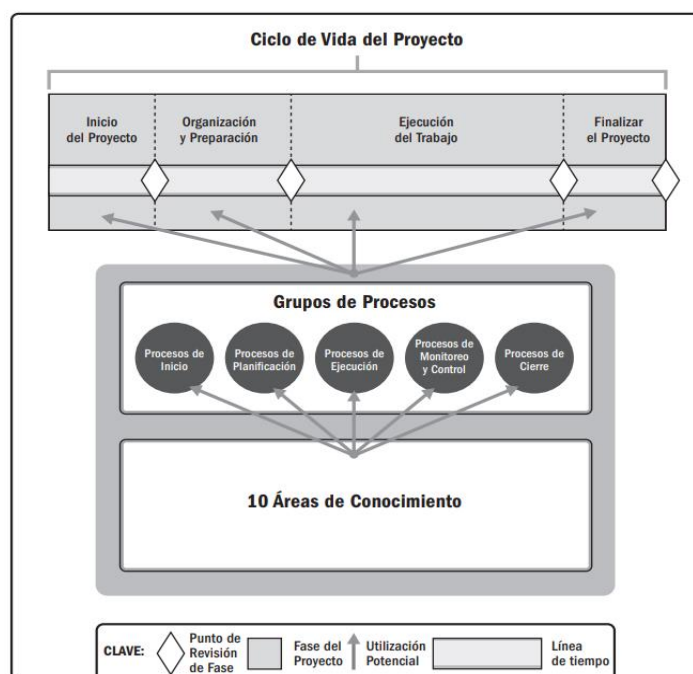 Ciclo de Vida del Proyecto
Inicio
del Proyecto
Organización
y Preparación
Ejecución
del Trabajo
Finalizar
el Proyecto
Grupos de Procesos
Procesos de
Inicio
Procesos de
Planificación
Procesos de
Ejecución
Procesos de
Monitoreo
y Control
Procesos de
Cierre
10 Áreas de Conocimiento
CLAVE:
Punto de
Revisión
de Fase
Fase del
Proyecto
Utilización
Potencial
Línea
de tiempo